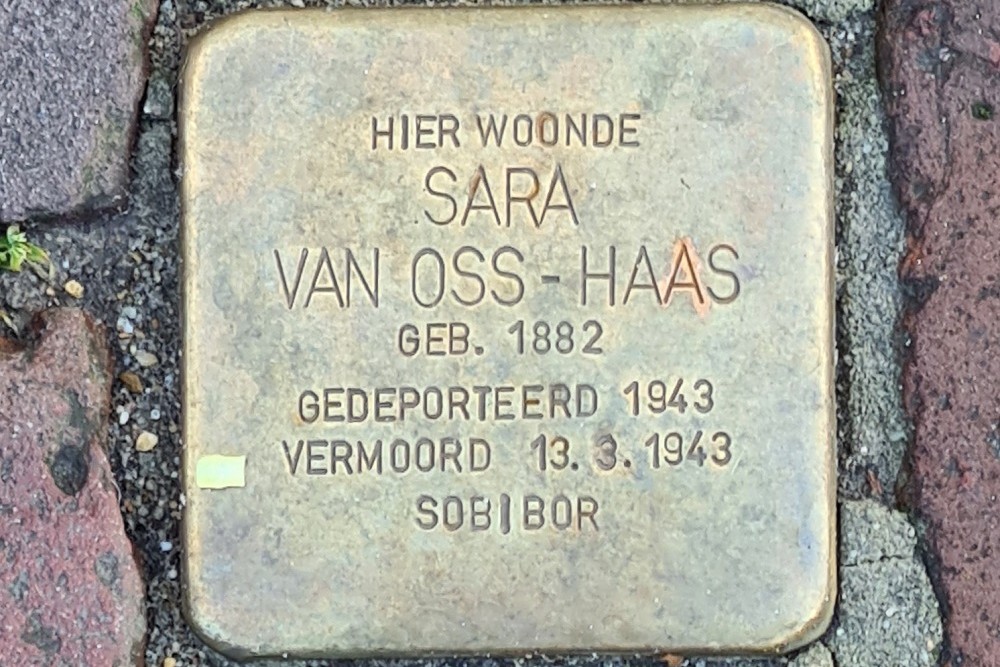 HIER WOONDE
SARA
VAN OSS - HAAS
GEB. 1882
GEDEPORTEERD 1943
VERMOORD 13.3.1943
SOBIBOR